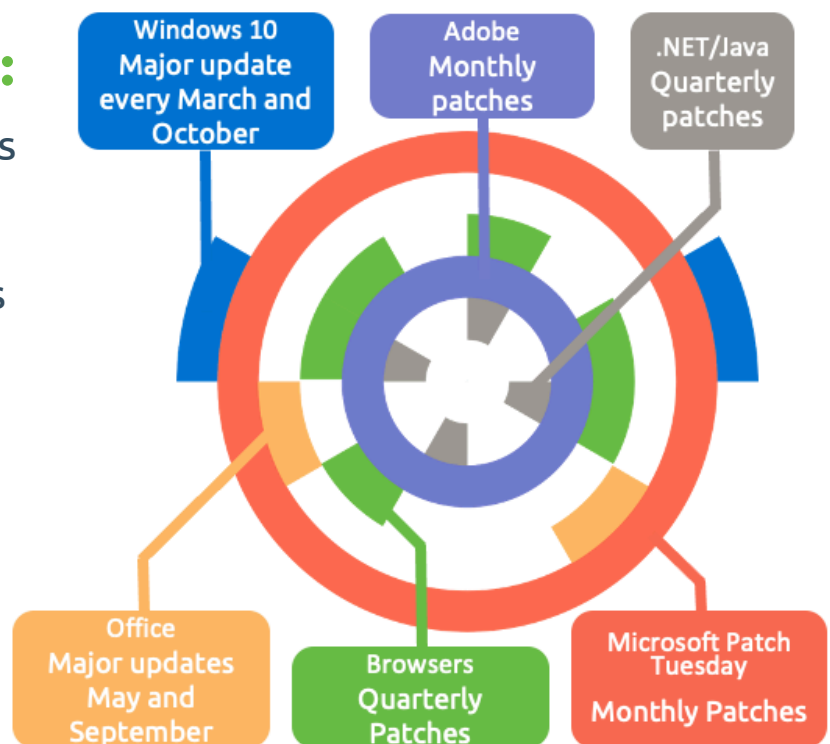 Windows 10
Major update
every March and
October
Adobe
Monthly
patches
.NET/Java
Quarterly
patches
:
s
s
Office
Major updates
May and
September
Browsers
Quarterly
Patches
Microsoft Patch
Tuesday
Monthly Patches